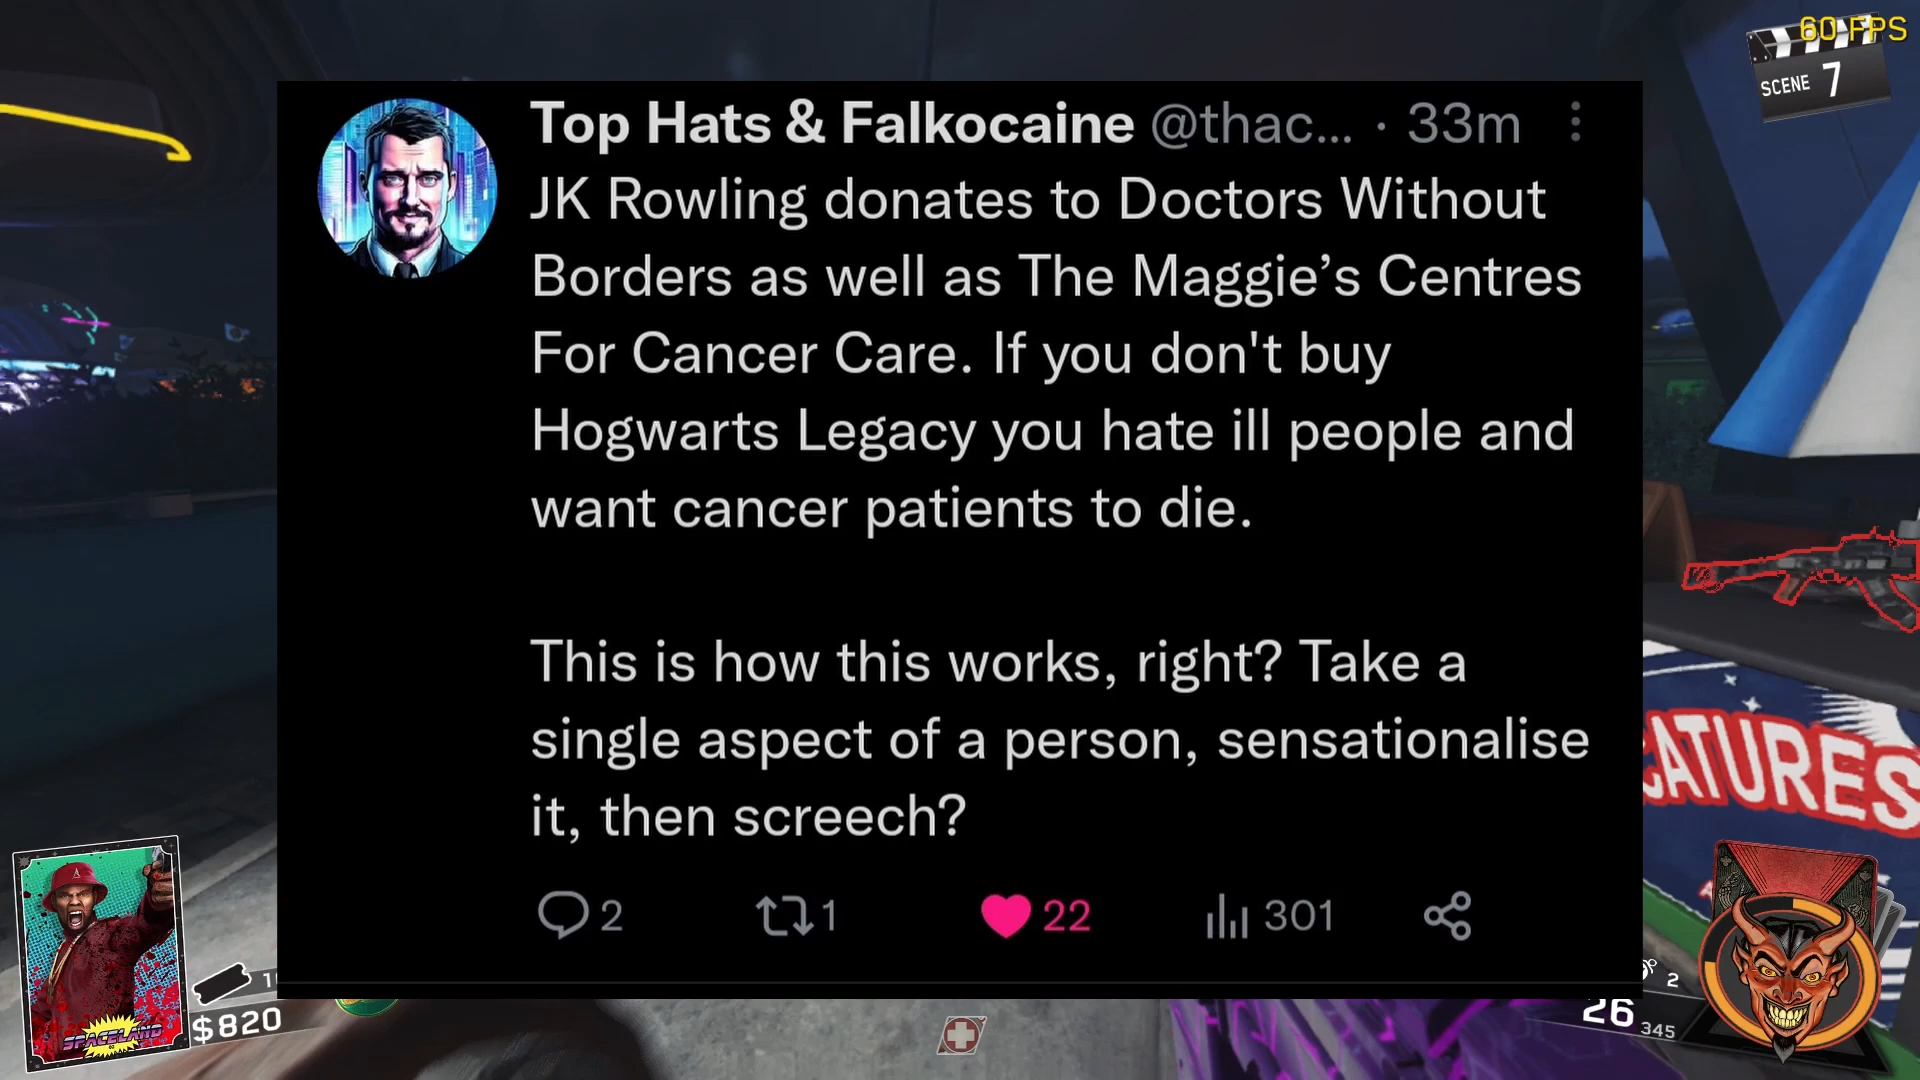 60 FPS
SCENE 7
Top Hats & Falkocaine @thac... · 33m
JK Rowling donates to Doctors Without
Borders as well as The Maggie’s Centres
For Cancer Care. If you don't buy
Hogwarts Legacy you hate ill people and
want cancer patients to die.
This is how this works, right? Take a
single aspect of a person, sensationalise
it, then screech?
2 1 22 301
ATURES
SPACELAND
$820
2
26 345